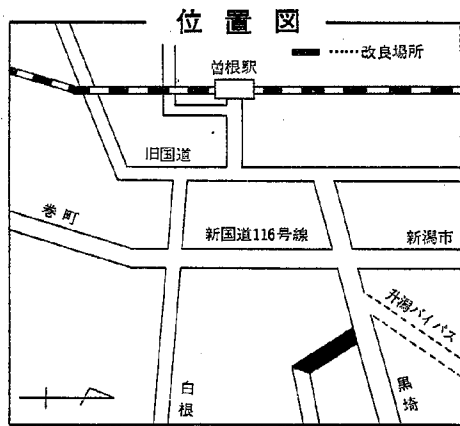 位置図
……改良場所
曽根駅
旧国道
巻町
新国道116号線
新潟市
升潟バイパス
白根
黒埼